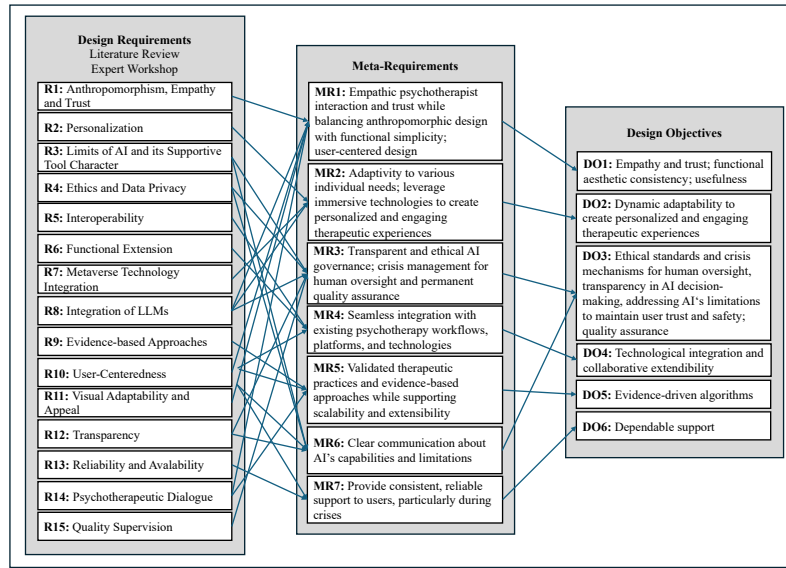 Design Requirements
Literature Review
Expert Workshop
R1: Anthropomorphism, Empathy
and Trust
R2: Personalization
R3: Limits of AI and its Supportive
Tool Character
R4: Ethics and Data Privacy
R5: Interoperability
R6: Functional Extension
R7: Metaverse Technology
Integration
R8: Integration of LLMs
R9: Evidence-based Approaches
R10: User-Centeredness
R11: Visual Adaptability and
Appeal
R12: Transparency
R13: Reliability and Availability
R14: Psychotherapeutic Dialogue
R15: Quality Supervision
Meta-Requirements
MR1: Empathic psychotherapist
interaction and trust while
balancing anthropomorphic design
with functional simplicity;
user-centered design
MR2: Adaptivity to various
individual needs; leverage
immersive technologies to create
personalized and engaging
therapeutic experiences
MR3: Transparent and ethical AI
governance; crisis management for
human oversight and permanent
quality assurance
MR4: Seamless integration with
existing psychotherapy workflows,
platforms, and technologies
MR5: Validated therapeutic
practices and evidence-based
approaches while supporting
scalability and extensibility
MR6: Clear communication about
AI's capabilities and limitations
MR7: Provide consistent, reliable
support to users, particularly during
crises
Design Objectives
DO1: Empathy and trust; functional
aesthetic consistency; usefulness
DO2: Dynamic adaptability to
create personalized and engaging
therapeutic experiences
DO3: Ethical standards and crisis
mechanisms for human oversight,
transparency in AI decision-
making, addressing AI's limitations
to maintain user trust and safety;
quality assurance
DO4: Technological integration and
collaborative extendibility
DO5: Evidence-driven algorithms
DO6: Dependable support